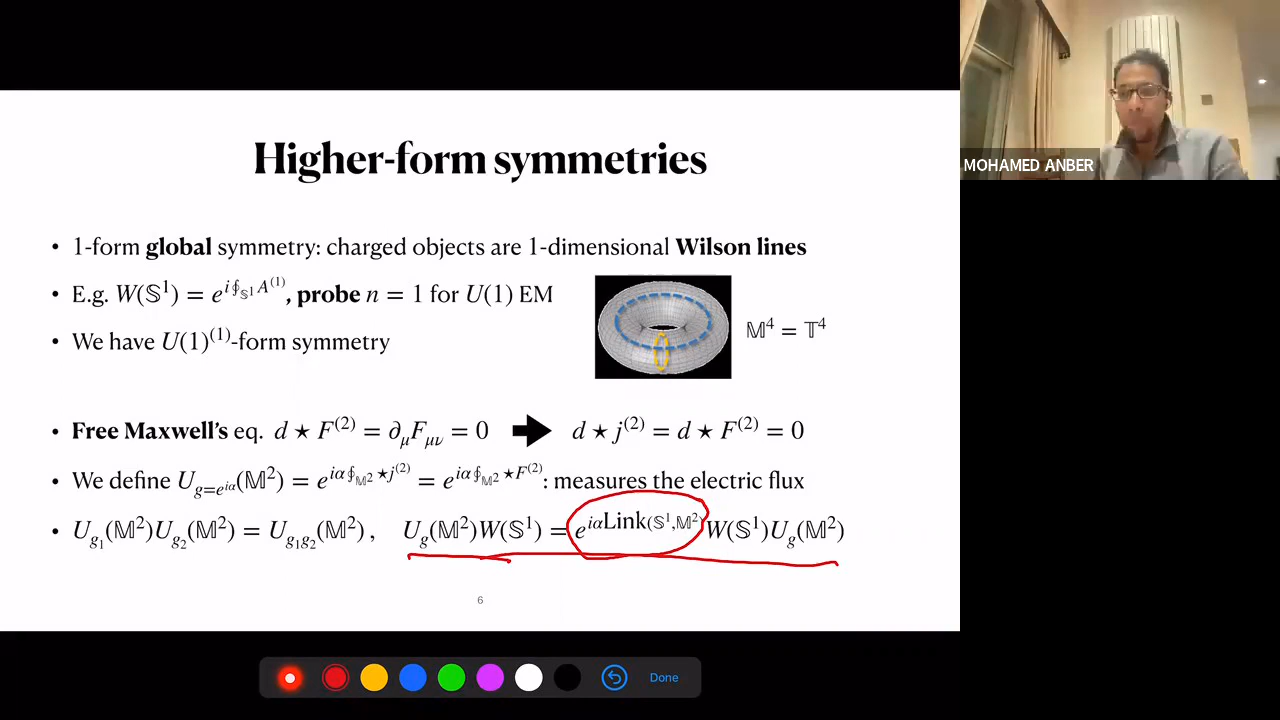 Higher-form symmetries
MOHAMED ANBER
• 1-form global symmetry: charged objects are 1-dimensional Wilson lines
• E.g. W(𝕊¹) = e^{i∮_{𝕊¹} A^{(1)}}, probe n = 1 for U(1) EM
𝕄⁴ = 𝕋⁴
• We have U(1)^{(1)}-form symmetry
• Free Maxwell's eq. d ⋆ F^{(2)} = ∂_μF_{μν} = 0 ➡ d ⋆ j^{(2)} = d ⋆ F^{(2)} = 0
• We define U_{g=e^{iα}}(𝕄²) = e^{iα∮_{𝕄²} ⋆j^{(2)}} = e^{iα∮_{𝕄²} ⋆F^{(2)}}: measures the electric flux
• U_{g₁}(𝕄²)U_{g₂}(𝕄²) = U_{g₁g₂}(𝕄²), U_g(𝕄²)W(𝕊¹) = e^{iαLink(𝕊¹,𝕄²)} W(𝕊¹)U_g(𝕄²)
6
Done